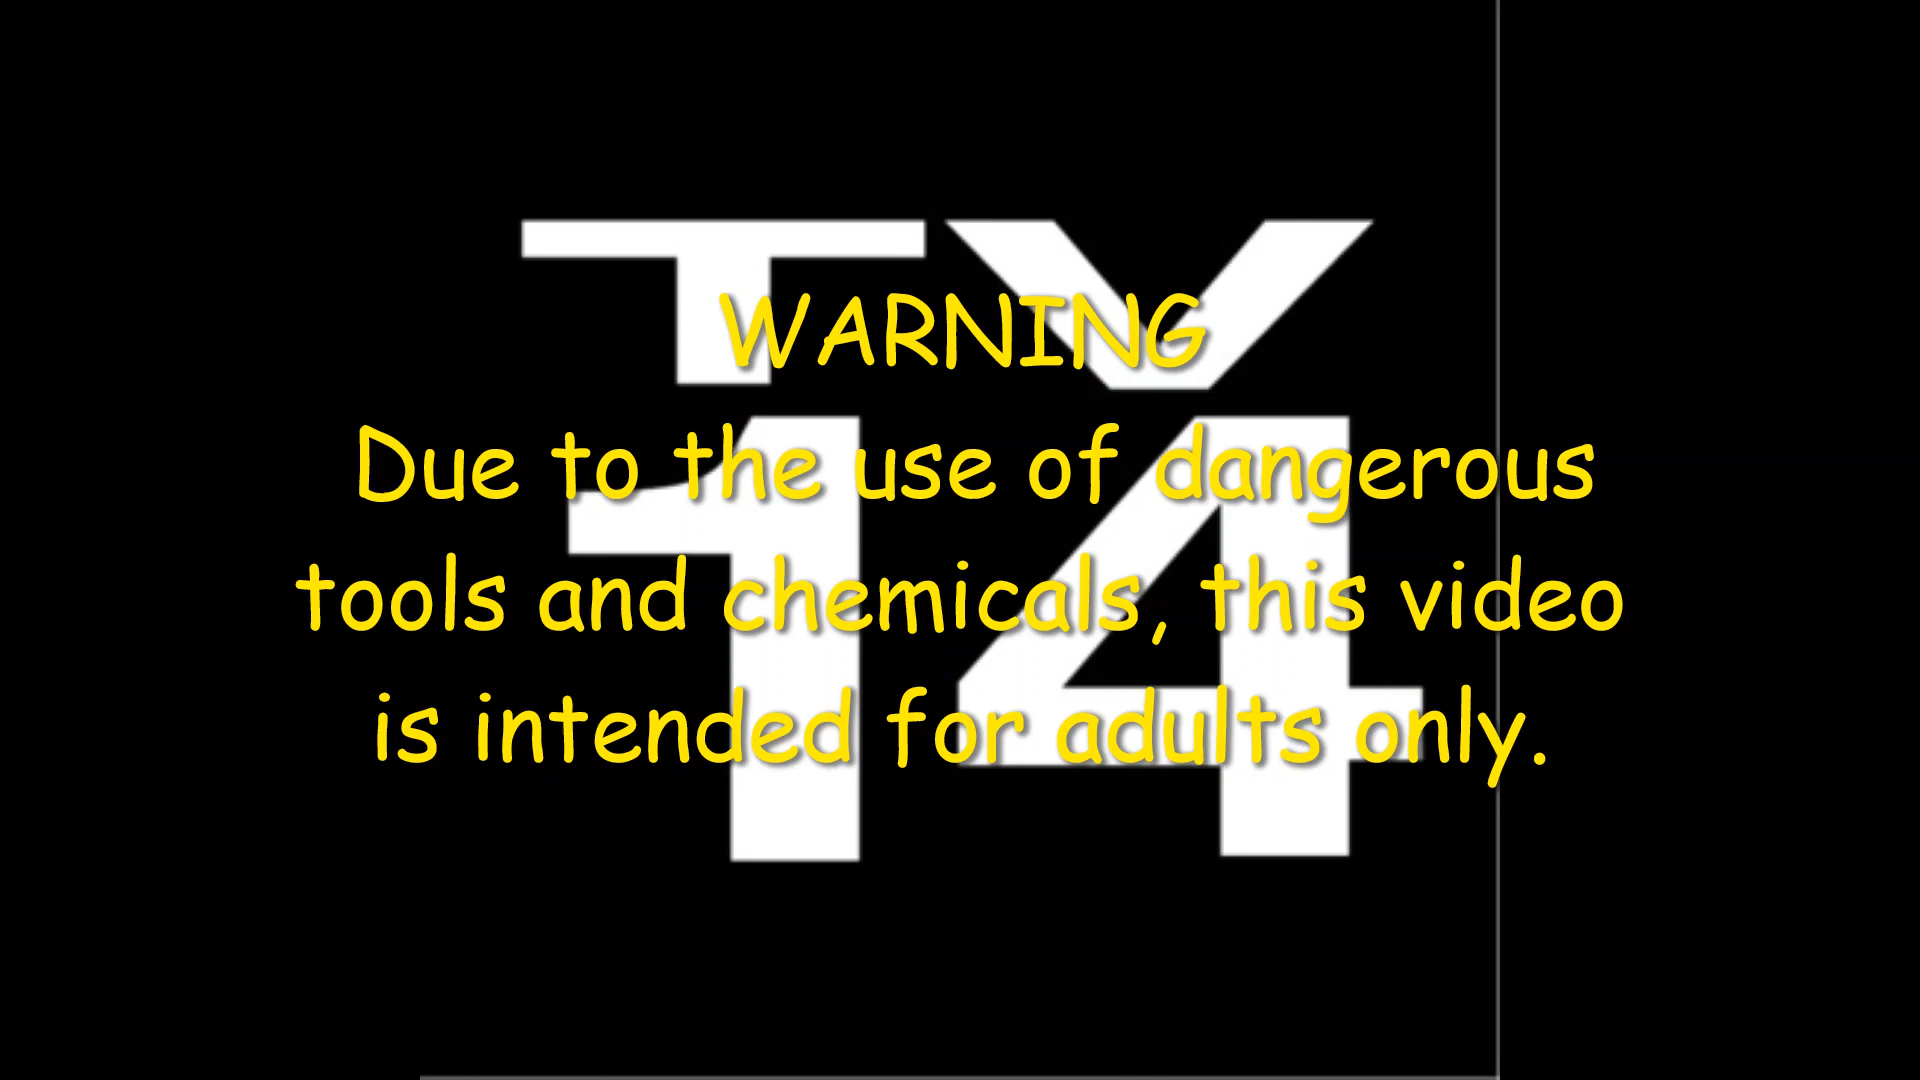 TV
14
WARNING
Due to the use of dangerous
tools and chemicals, this video
is intended for adults only.